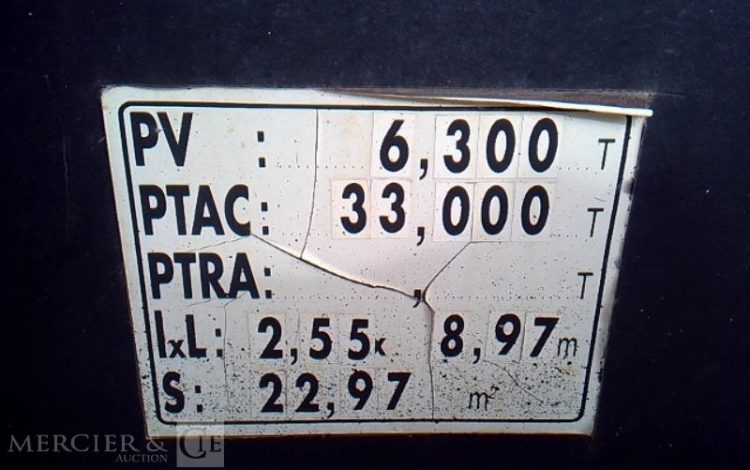 PV : 6,300 T
PTAC: 33,000 T
PTRA: , T
lxL: 2,55x 8,97m
S: 22,97 m²
MERCIER & CIE
AUCTION